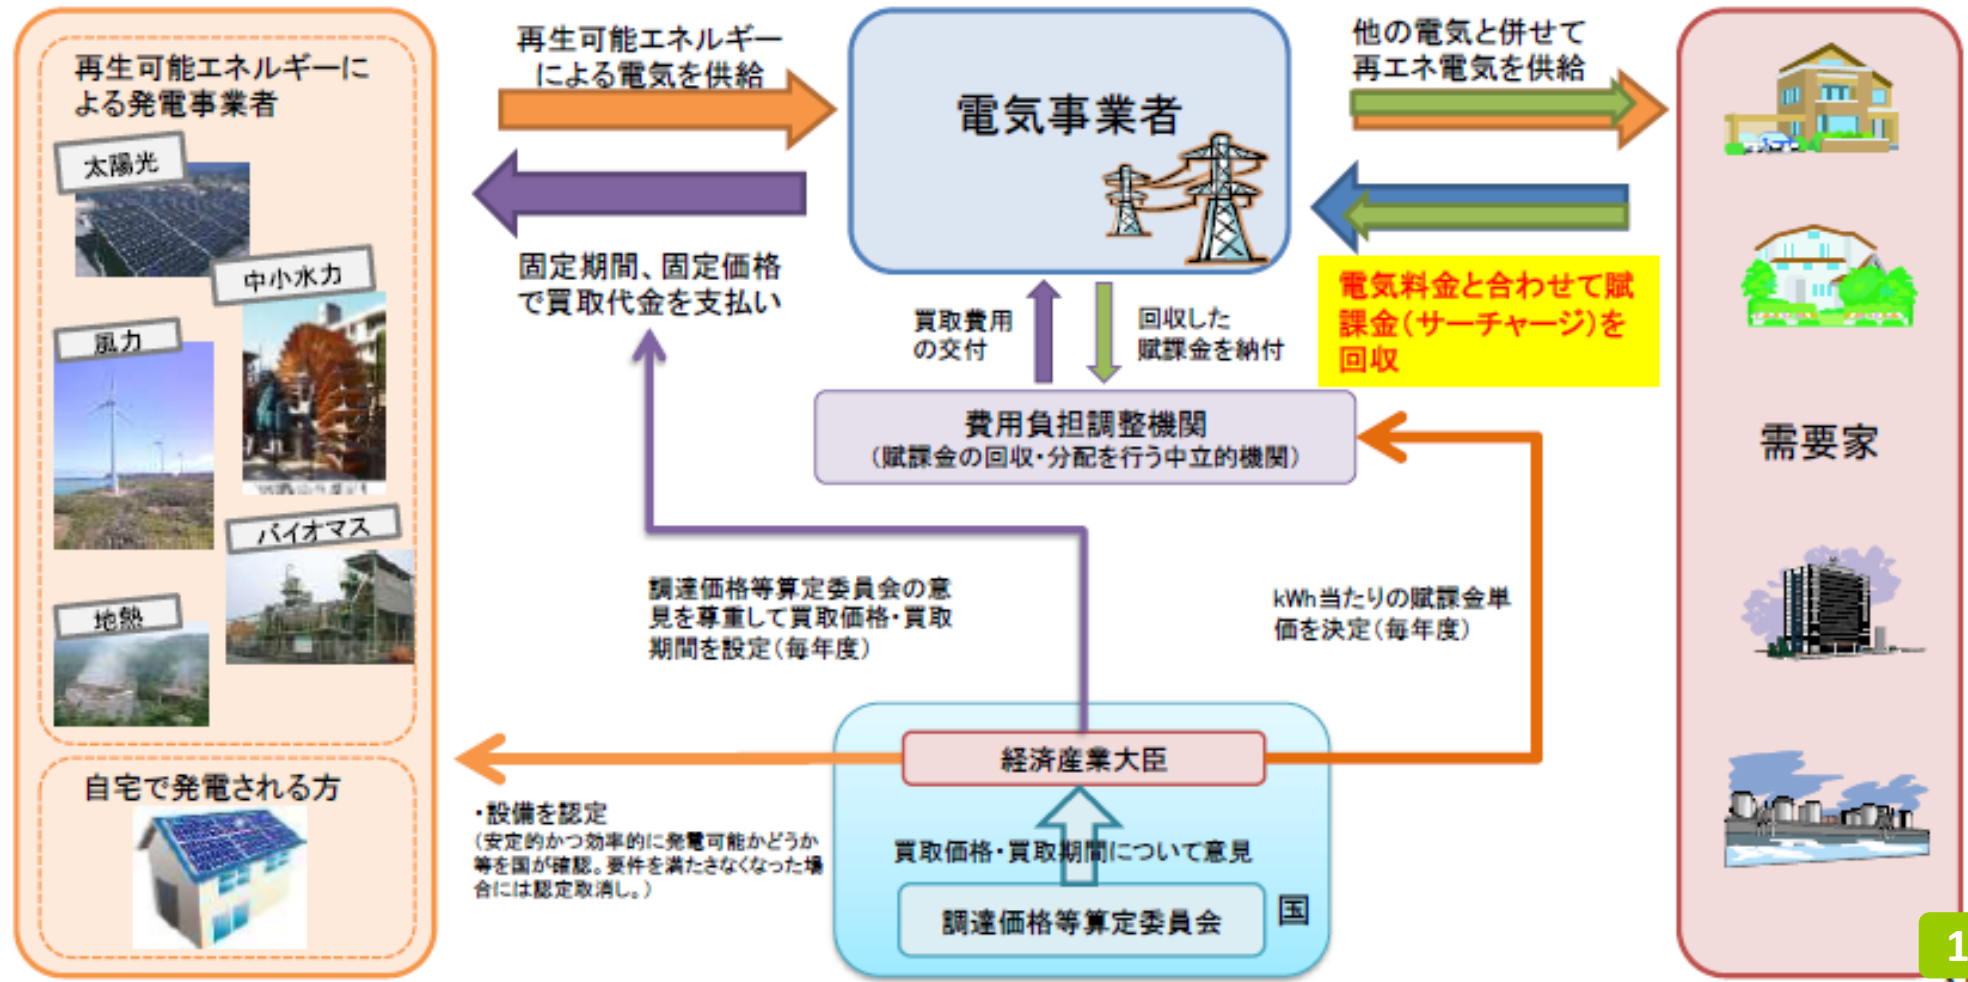 再生可能エネルギーに
よる発電事業者
太陽光
中小水力
風力
バイオマス
地熱
自宅で発電される方
再生可能エネルギー
による電気を供給
固定期間、固定価格
で買取代金を支払い
電気事業者
買取費用
の交付
回収した
賦課金を納付
他の電気と併せて
再エネ電気を供給
電気料金と合わせて賦
課金(サーチャージ)を
回収
費用負担調整機関
(賦課金の回収・分配を行う中立的機関)
調達価格等算定委員会の意
見を尊重して買取価格・買取
期間を設定(毎年度)
kWh当たりの賦課金単
価を決定(毎年度)
経済産業大臣
・設備を認定
(安定的かつ効率的に発電可能かどうか
等を国が確認。要件を満たさなくなった場
合には認定取消し。)
買取価格・買取期間について意見
調達価格等算定委員会
国
需要家
1